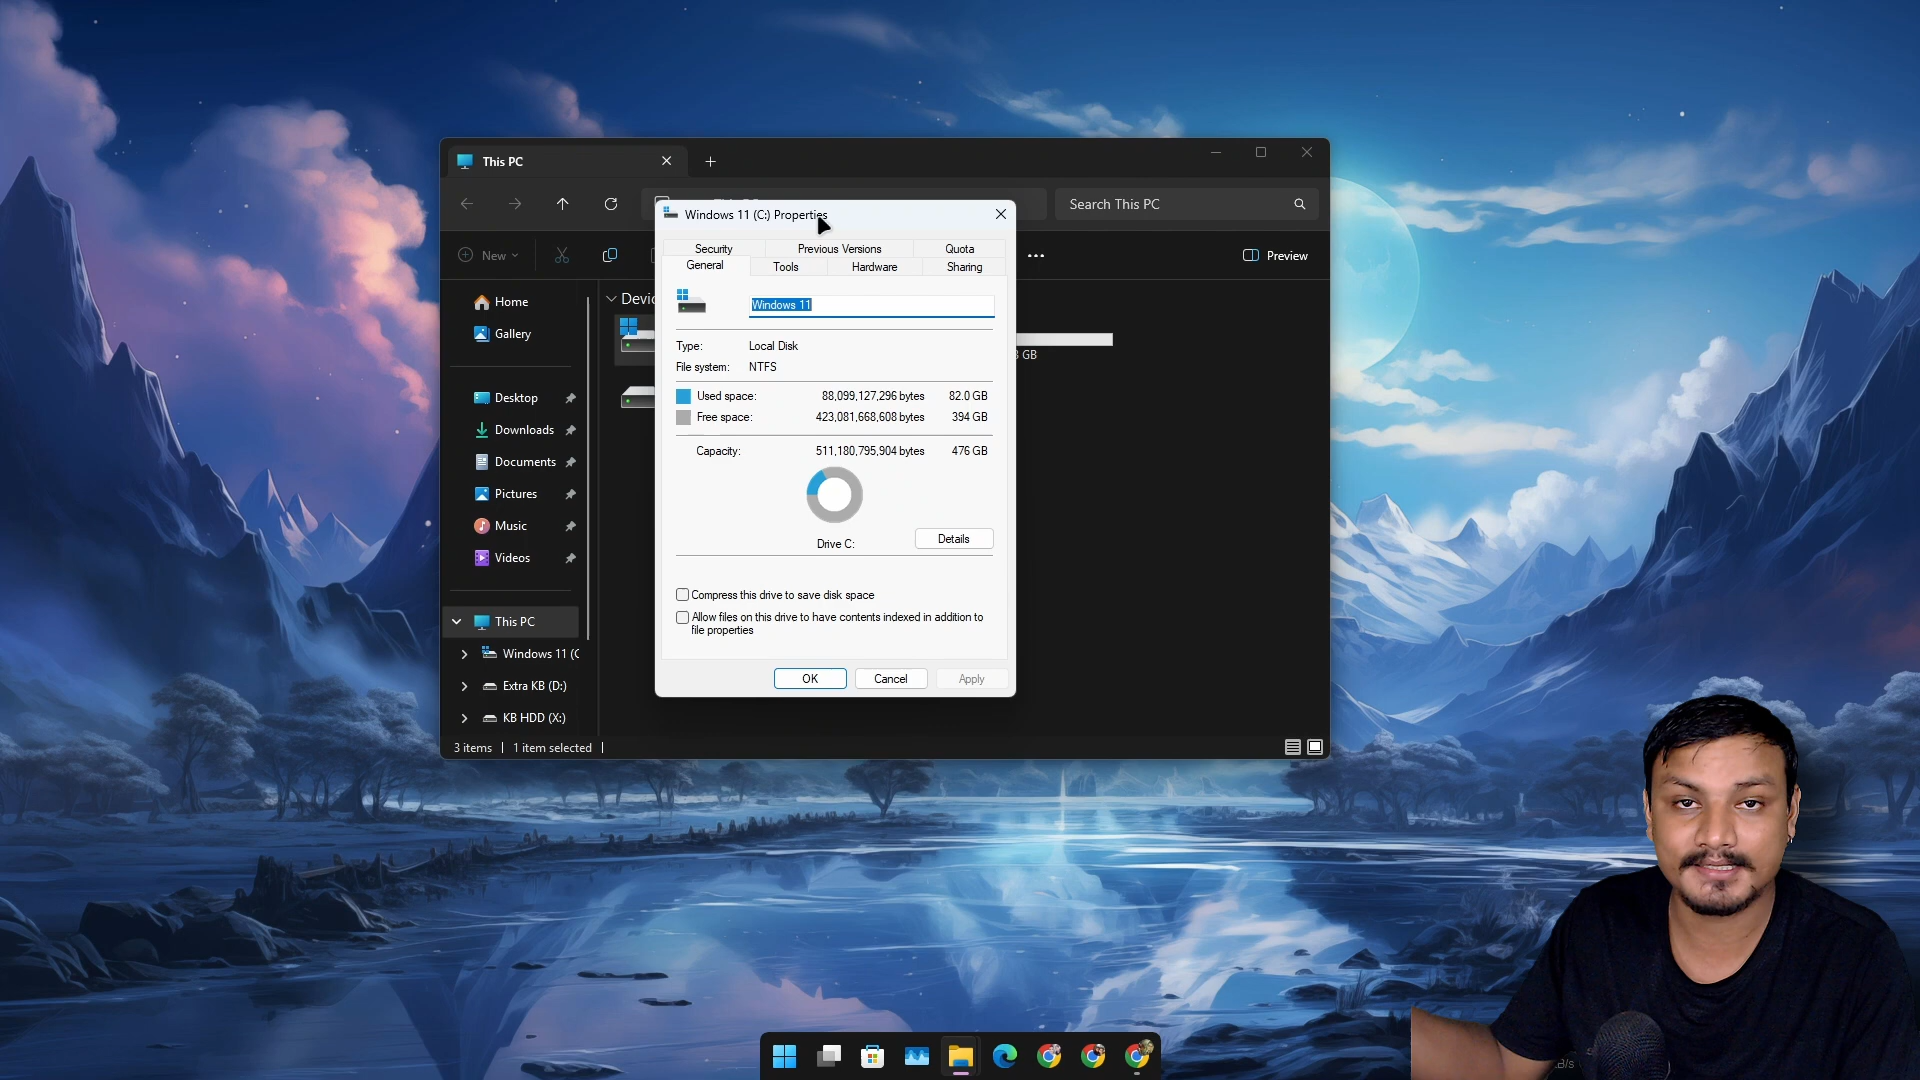 This PC
Search This PC
New
Preview
Windows 11 (C:) Properties
Security
Previous Versions
Quota
General
Tools
Hardware
Sharing
Windows 11
Type:
Local Disk
File system:
NTFS
Used space:
88,099,127,296 bytes
82.0 GB
Free space:
423,081,668,608 bytes
394 GB
Capacity:
511,180,795,904 bytes
476 GB
Drive C:
Details
Compress this drive to save disk space
Allow files on this drive to have contents indexed in addition to
file properties
OK
Cancel
Apply
Home
Gallery
Desktop
Downloads
Documents
Pictures
Music
Videos
This PC
Windows 11 (C
Extra KB (D:)
KB HDD (X:)
Devic
GB
3 items
1 item selected